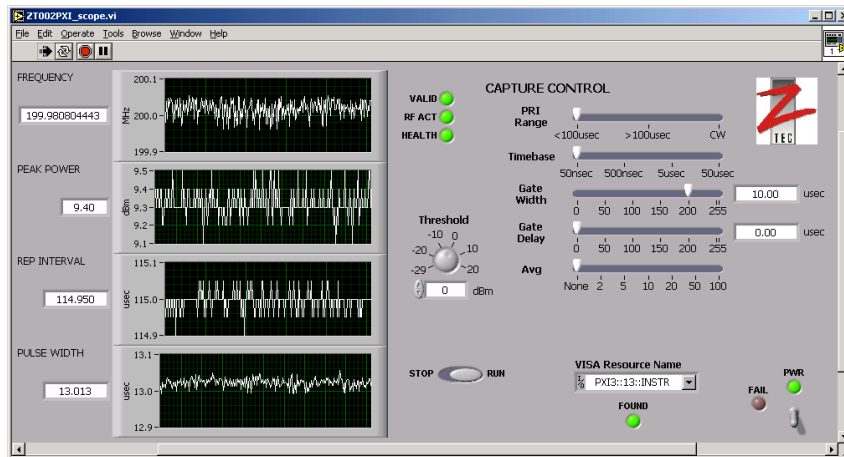 ZT002PXI_scope.vi
File Edit Operate Tools Browse Window Help
1
FREQUENCY
199.980804443
200.1
200.0
199.9
MHz
PEAK POWER
9.40
9.5
9.4
9.3
9.2
9.1
dBm
REP INTERVAL
114.950
115.1
115.0
114.9
usec
PULSE WIDTH
13.013
13.1
13.0
12.9
usec
VALID
RF ACT
HEALTH
Threshold
-10 0
-20 10
-29 20
0 dBm
STOP RUN
CAPTURE CONTROL
PRI
Range
<100usec >100usec CW
Timebase
50nsec 500nsec 5usec 50usec
Gate
Width
0 50 100 150 200 255
10.00 usec
Gate
Delay
0 50 100 150 200 255
0.00 usec
Avg
None 2 5 10 20 50 100
Z
TEC
VISA Resource Name
I/O PXI3::13::INSTR
FOUND
FAIL
PWR